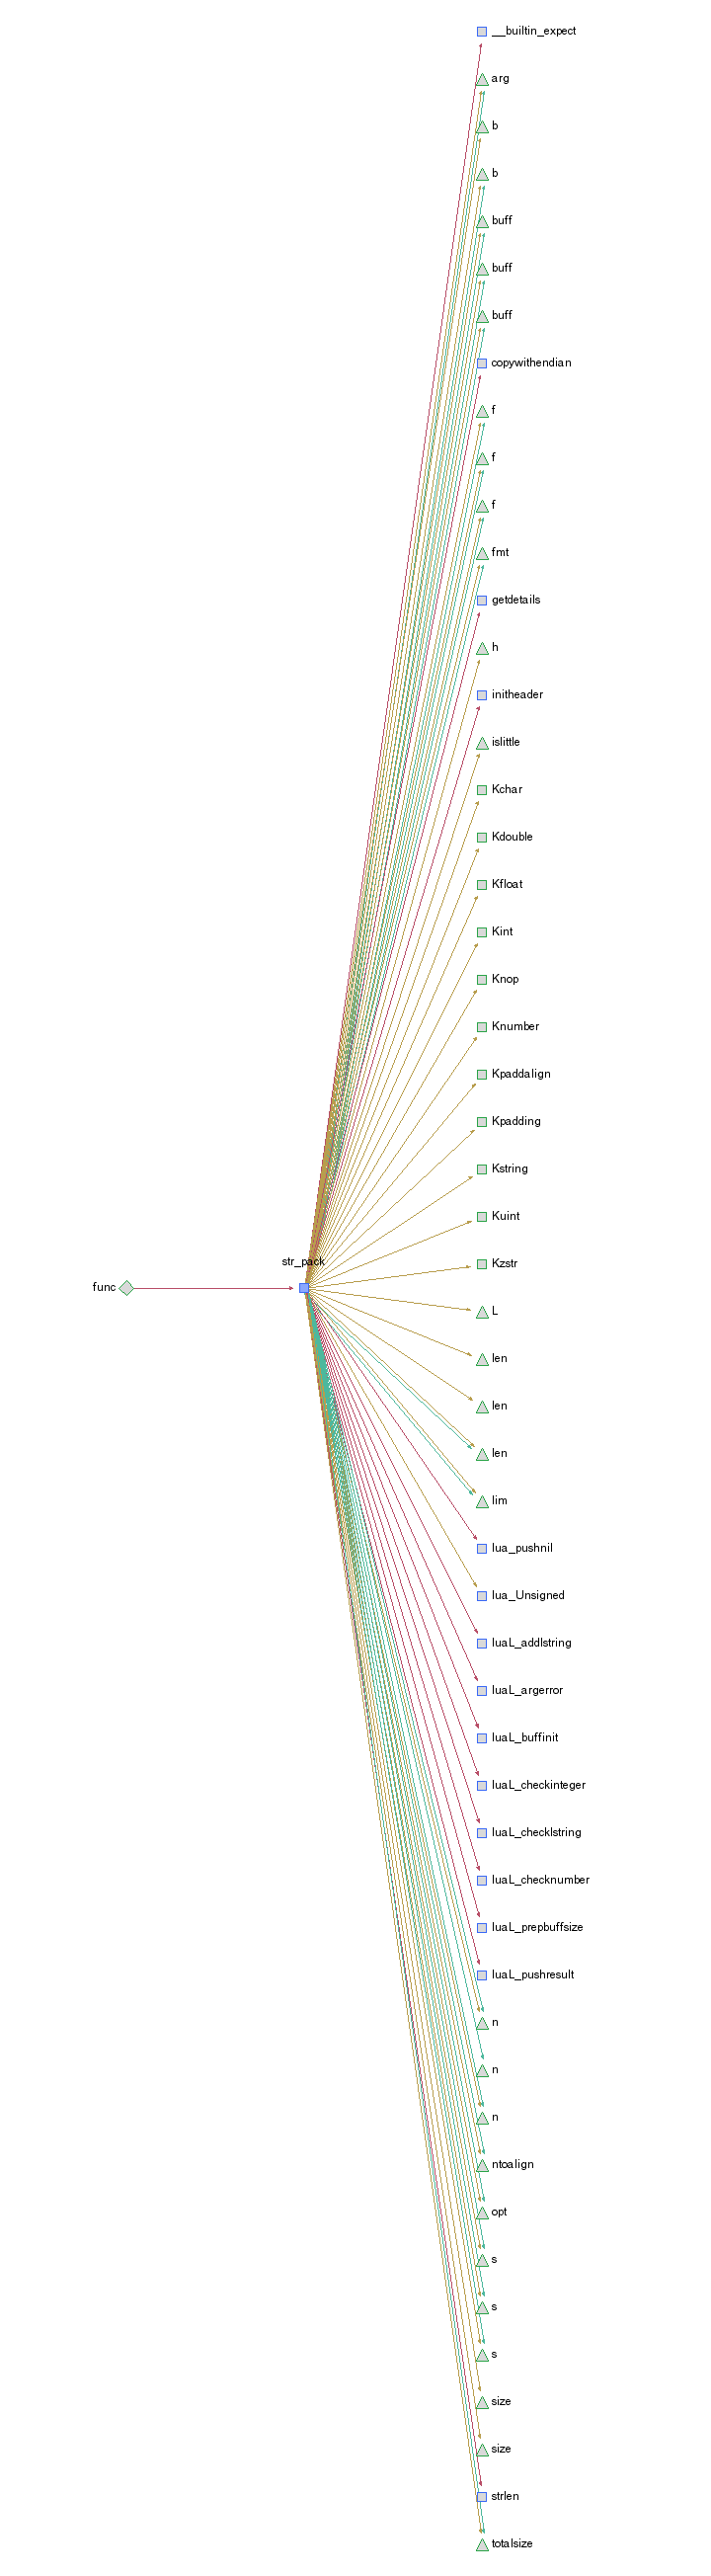 __builtin_expect
arg
b
b
buff
buff
buff
copywithendian
f
f
f
fmt
getdetails
h
initheader
islittle
Kchar
Kdouble
Kfloat
Kint
Knop
Knumber
Kpaddalign
Kpadding
Kstring
Kuint
Kzstr
str_pack
func
L
len
len
len
lim
lua_pushnil
lua_Unsigned
luaL_addlstring
luaL_argerror
luaL_buffinit
luaL_checkinteger
luaL_checklstring
luaL_checknumber
luaL_prepbuffsize
luaL_pushresult
n
n
n
ntoalign
opt
s
s
s
size
size
strlen
totalsize